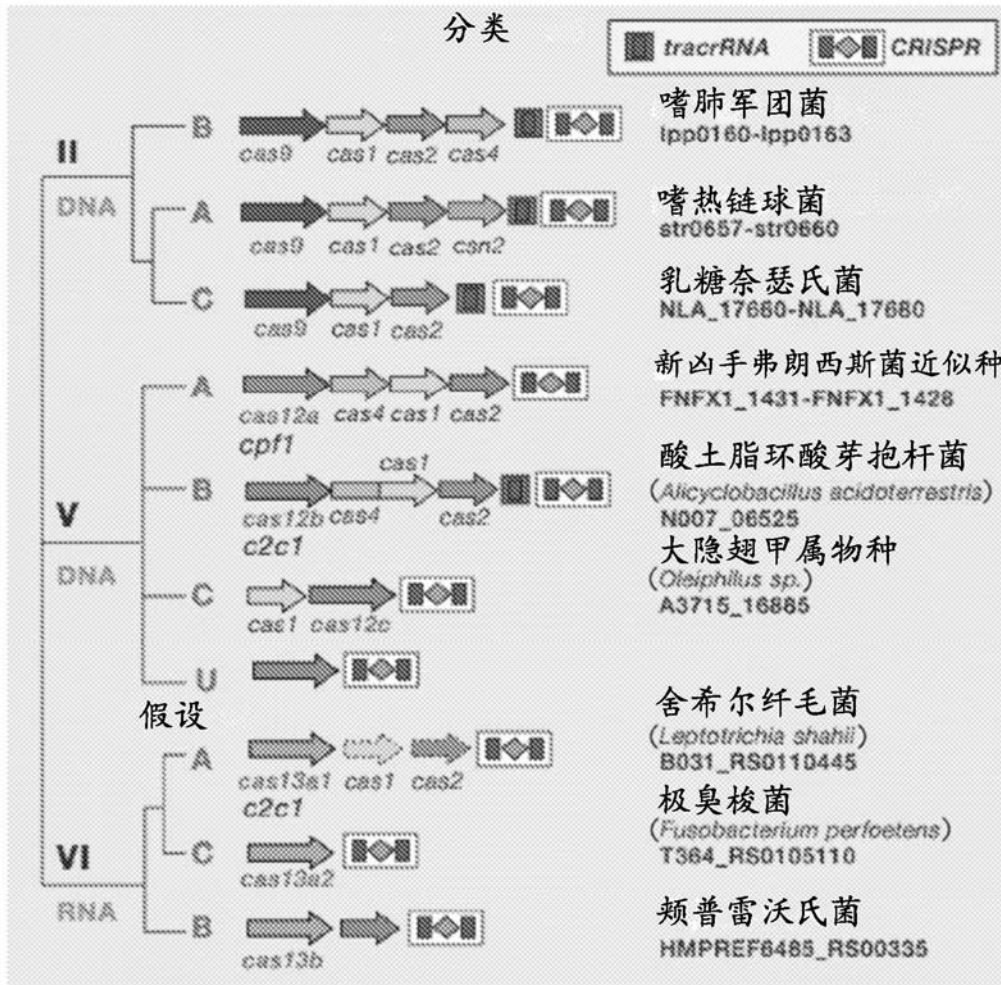 分类
tracrRNA CRISPR
嗜肺军团菌
B
lpp0160-lpp0163
II
cas9 cas1 cas2 cas4
DNA
A
嗜热链球菌
str0657-str0660
cas9 cas1 cas2 csn2
C
乳糖奈瑟氏菌
NLA_17660-NLA_17680
cas9 cas1 cas2
A
新凶手弗朗西斯菌近似种
FNFX1_1431-FNFX1_1428
cas12a cas4 cas1 cas2
cpf1
酸土脂环酸芽抱杆菌
cas1
B
(Alicyclobacillus acidoterrestris)
V
cas12b cas4 cas2
N007_06525
c2c1
大隐翅甲属物种
DNA
(Oleiphilus sp.)
C
A3715_16885
cas1 cas12c
U
假设
舍希尔纤毛菌
(Leptotrichia shahii)
A
B031_RS0110445
cas13a1 cas1 cas2
c2c1
极臭梭菌
(Fusobacterium perfoetens)
VI
C
T364_RS0105110
cas13a2
RNA
颊普雷沃氏菌
B
HMPREF6485_RS00335
cas13b